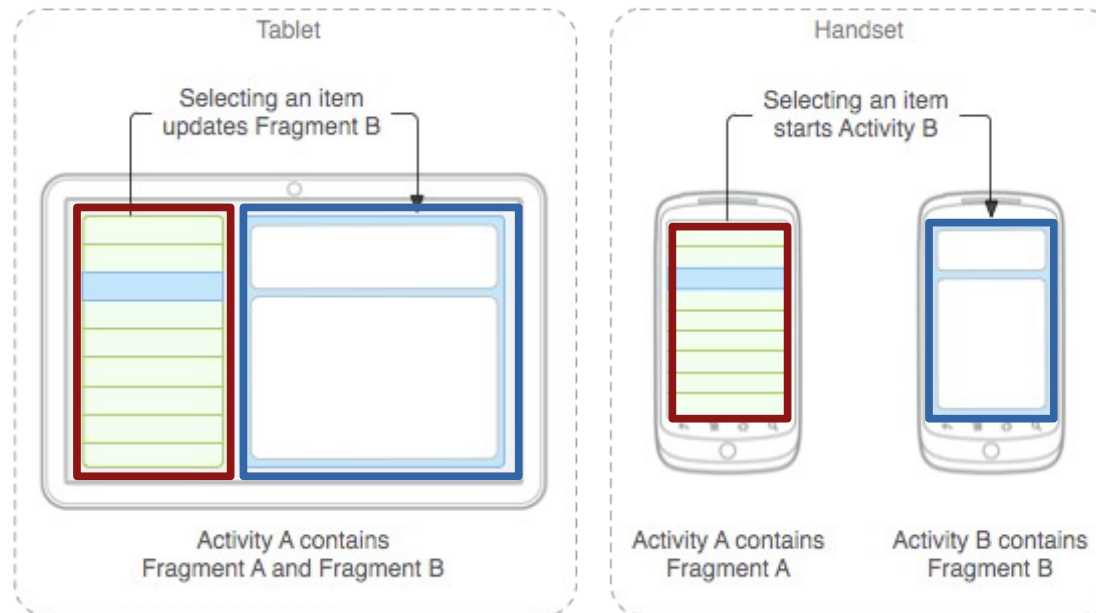 Tablet
Selecting an item
updates Fragment B
Activity A contains
Fragment A and Fragment B
Handset
Selecting an item
starts Activity B
Activity A contains
Fragment A
Activity B contains
Fragment B